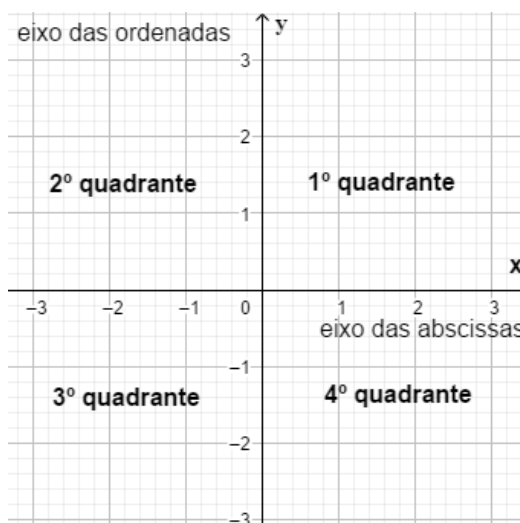 eixo das ordenadas y
3
2
2º quadrante 1º quadrante
1
x
−3 −2 −1 0 1 2 3
eixo das abscissas
−1
3º quadrante 4º quadrante
−2
−3